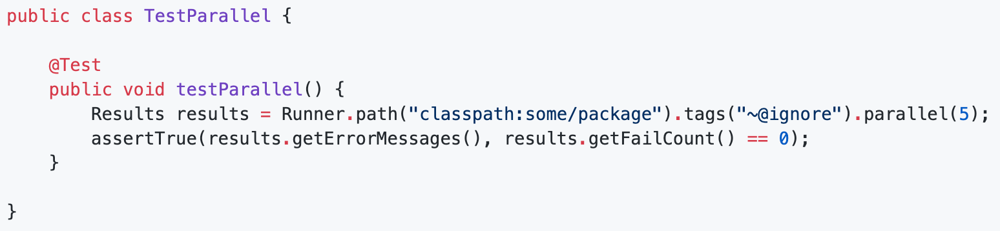 public class TestParallel {
@Test
public void testParallel() {
Results results = Runner.path("classpath:some/package").tags("~@ignore").parallel(5);
assertTrue(results.getErrorMessages(), results.getFailCount() == 0);
}
}